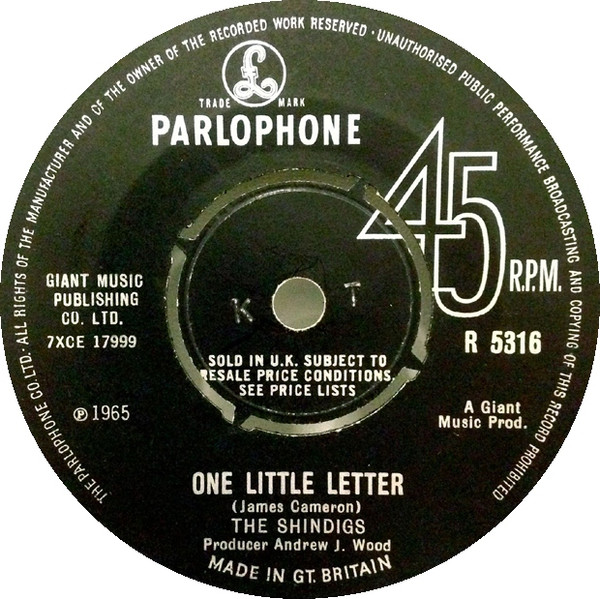 THE PARLOPHONE CO. LTD. ALL RIGHTS OF THE MANUFACTURER AND OF THE OWNER OF THE RECORDED WORK RESERVED · UNAUTHORISED PUBLIC PERFORMANCE BROADCASTING AND COPYING OF THIS RECORD PROHIBITED
£
TRADE MARK
PARLOPHONE
45 R.P.M.
GIANT MUSIC
PUBLISHING
CO. LTD.
7XCE 17999
K T
R 5316
SOLD IN U.K. SUBJECT TO
RESALE PRICE CONDITIONS,
SEE PRICE LISTS
℗ 1965
A Giant
Music Prod.
ONE LITTLE LETTER
(James Cameron)
THE SHINDIGS
Producer Andrew J. Wood
MADE IN GT. BRITAIN